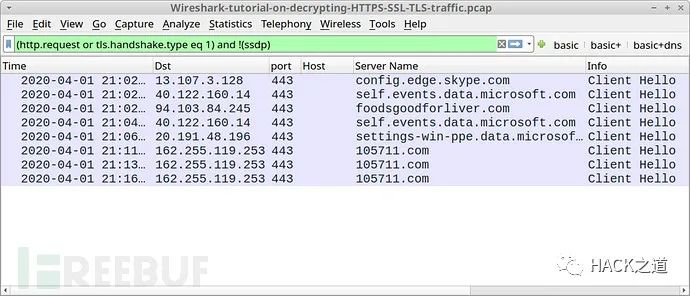 Wireshark-tutorial-on-decrypting-HTTPS-SSL-TLS-traffic.pcap
File Edit View Go Capture Analyze Statistics Telephony Wireless Tools Help
(http.request or tls.handshake.type eq 1) and !(ssdp) basic basic+ basic+dns
Time Dst port Host Server Name Info
2020-04-01 21:02… 13.107.3.128 443 config.edge.skype.com Client Hello
2020-04-01 21:02… 40.122.160.14 443 self.events.data.microsoft.com Client Hello
2020-04-01 21:02… 94.103.84.245 443 foodsgoodforliver.com Client Hello
2020-04-01 21:04… 40.122.160.14 443 self.events.data.microsoft.com Client Hello
2020-04-01 21:06… 20.191.48.196 443 settings-win-ppe.data.microsof… Client Hello
2020-04-01 21:11… 162.255.119.253 443 105711.com Client Hello
2020-04-01 21:13… 162.255.119.253 443 105711.com Client Hello
2020-04-01 21:16… 162.255.119.253 443 105711.com Client Hello
FREEBUF
HACK之道